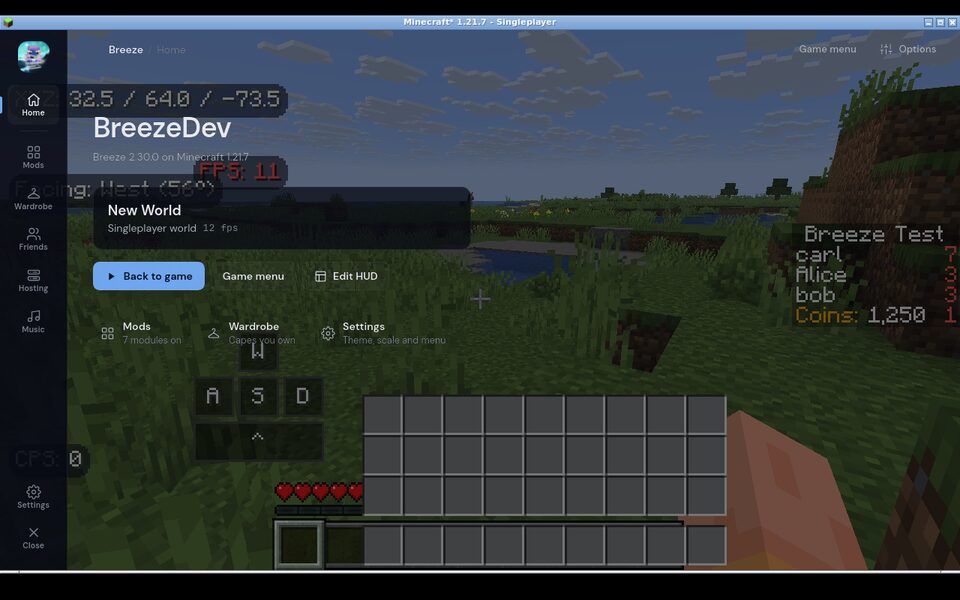 Minecraft* 1.21.7 - Singleplayer
Breeze / Home
Game menu
Options
32.5 / 64.0 / -73.5
Home
BreezeDev
Breeze 2.30.0 on Minecraft 1.21.7
FPS: 11
Mods
Facing: West (56°)
Wardrobe
New World
Singleplayer world 12 fps
Friends
Breeze Test
carl 7
Alice 3
bob 3
Coins: 1,250 1
Back to game
Game menu
Edit HUD
Hosting
Music
Mods
7 modules on
Wardrobe
Capes you own
Settings
Theme, scale and menu
W
A
S
D
^
CPS: 0
Settings
Close